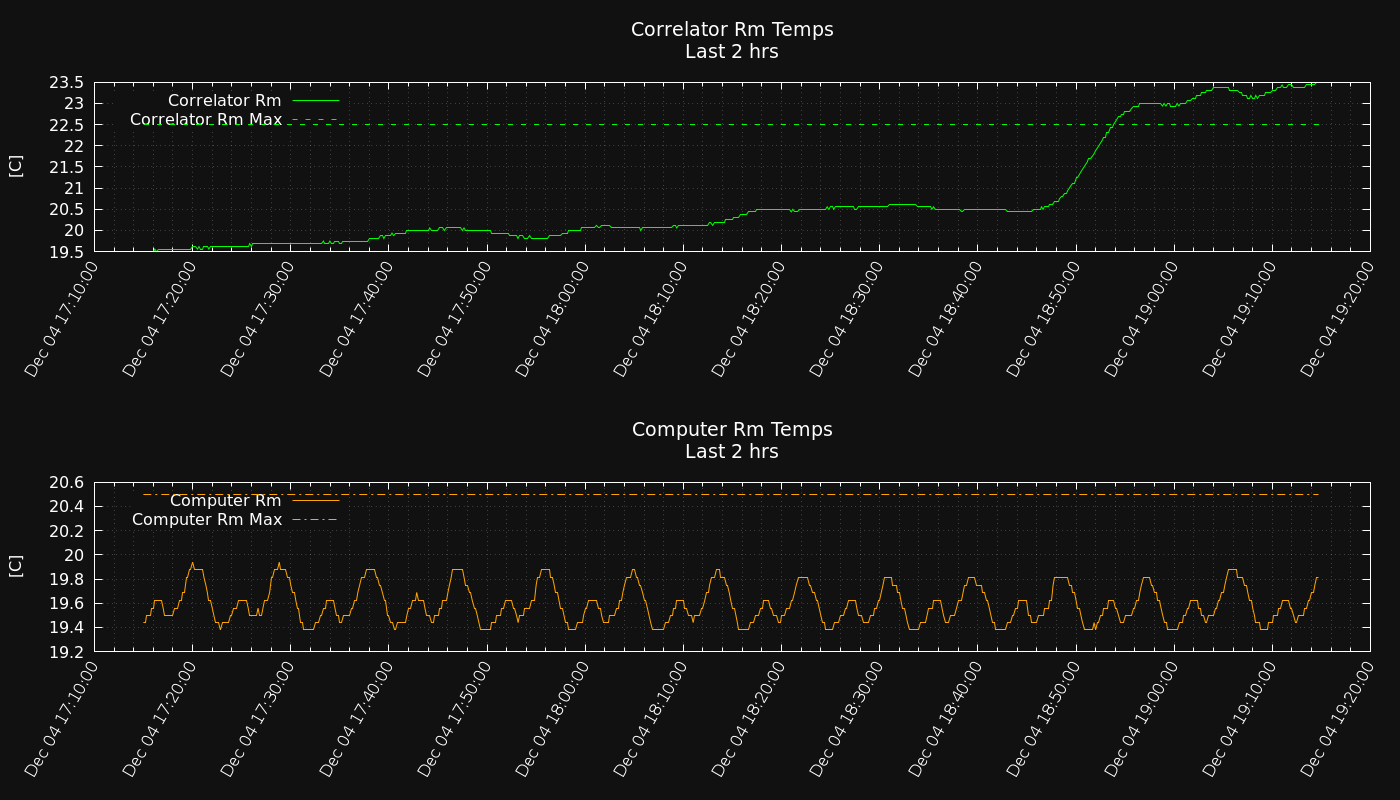 Correlator Rm Temps
Last 2 hrs
[C]
23.5
23
22.5
22
21.5
21
20.5
20
19.5
Correlator Rm
Correlator Rm Max
Dec 04 17:10:00
Dec 04 17:20:00
Dec 04 17:30:00
Dec 04 17:40:00
Dec 04 17:50:00
Dec 04 18:00:00
Dec 04 18:10:00
Dec 04 18:20:00
Dec 04 18:30:00
Dec 04 18:40:00
Dec 04 18:50:00
Dec 04 19:00:00
Dec 04 19:10:00
Dec 04 19:20:00
Computer Rm Temps
Last 2 hrs
[C]
20.6
20.4
20.2
20
19.8
19.6
19.4
19.2
Computer Rm
Computer Rm Max
Dec 04 17:10:00
Dec 04 17:20:00
Dec 04 17:30:00
Dec 04 17:40:00
Dec 04 17:50:00
Dec 04 18:00:00
Dec 04 18:10:00
Dec 04 18:20:00
Dec 04 18:30:00
Dec 04 18:40:00
Dec 04 18:50:00
Dec 04 19:00:00
Dec 04 19:10:00
Dec 04 19:20:00